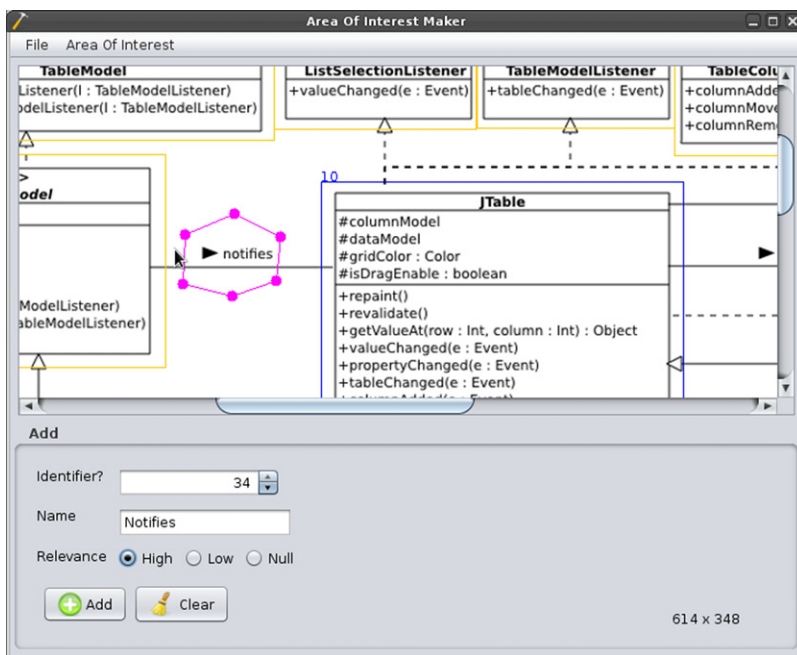 Area Of Interest Maker
File Area Of Interest
TableModel
Listener(l : TableModelListener)
odelListener(l : TableModelListener)
ListSelectionListener
+valueChanged(e : Event)
TableModelListener
+tableChanged(e : Event)
TableColu
+columnAdde
+columnMove
+columnRem
>
odel
ModelListener)
ableModelListener)
notifies
10
JTable
#columnModel
#dataModel
#gridColor : Color
#isDragEnable : boolean
+repaint()
+revalidate()
+getValueAt(row : Int, column : Int) : Object
+valueChanged(e : Event)
+propertyChanged(e : Event)
+tableChanged(e : Event)
+columnAdded(e : Event)
Add
Identifier? 34
Name Notifies
Relevance High Low Null
Add Clear
614 x 348